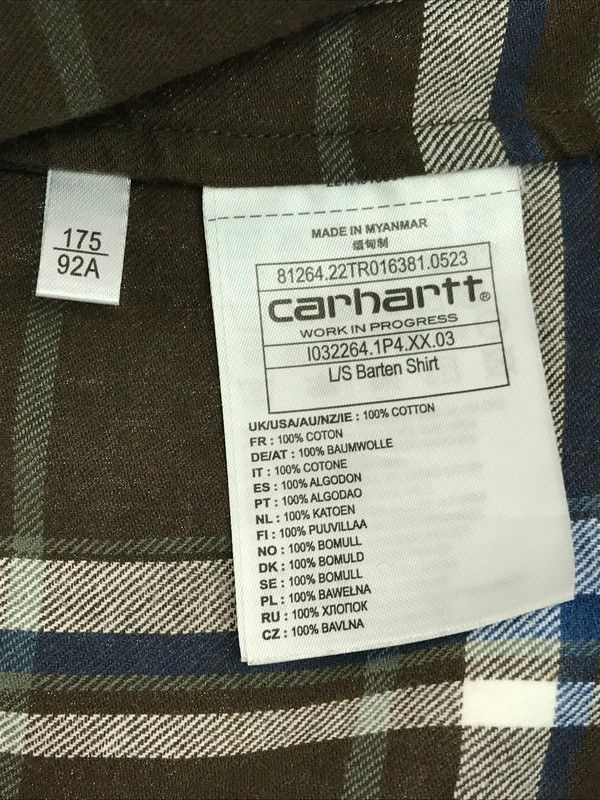 175
92A
MADE IN MYANMAR
缅甸制
81264.22TR016381.0523
carhartt®
WORK IN PROGRESS
I032264.1P4.XX.03
L/S Barten Shirt
UK/USA/AU/NZ/IE : 100% COTTON
FR : 100% COTON
DE/AT : 100% BAUMWOLLE
IT : 100% COTONE
ES : 100% ALGODON
PT : 100% ALGODAO
NL : 100% KATOEN
FI : 100% PUUVILLAA
NO : 100% BOMULL
DK : 100% BOMULD
SE : 100% BOMULL
PL : 100% BAWEŁNA
RU : 100% ХЛОПОК
CZ : 100% BAVLNA